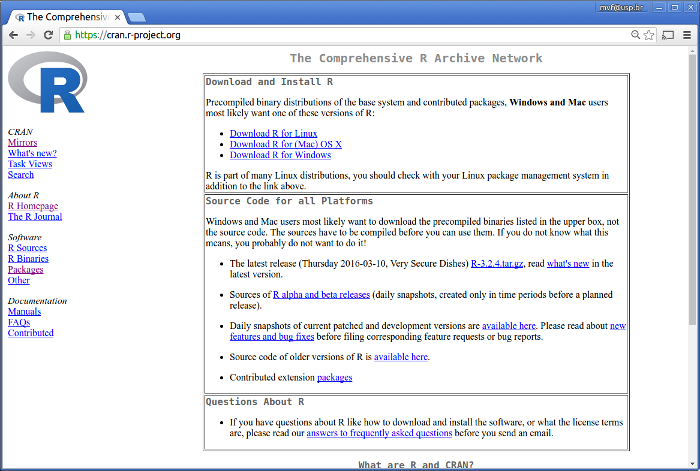 mvf@usp.br
The Comprehensive
https://cran.r-project.org
R
CRAN
Mirrors
What's new?
Task Views
Search
About R
R Homepage
The R Journal
Software
R Sources
R Binaries
Packages
Other
Documentation
Manuals
FAQs
Contributed
The Comprehensive R Archive Network
Download and Install R
Precompiled binary distributions of the base system and contributed packages, Windows and Mac users
most likely want one of these versions of R:
Download R for Linux
Download R for (Mac) OS X
Download R for Windows
R is part of many Linux distributions, you should check with your Linux package management system in
addition to the link above.
Source Code for all Platforms
Windows and Mac users most likely want to download the precompiled binaries listed in the upper box, not
the source code. The sources have to be compiled before you can use them. If you do not know what this
means, you probably do not want to do it!
The latest release (Thursday 2016-03-10, Very Secure Dishes) R-3.2.4.tar.gz, read what's new in the
latest version.
Sources of R alpha and beta releases (daily snapshots, created only in time periods before a planned
release).
Daily snapshots of current patched and development versions are available here. Please read about new
features and bug fixes before filing corresponding feature requests or bug reports.
Source code of older versions of R is available here.
Contributed extension packages
Questions About R
If you have questions about R like how to download and install the software, or what the license terms
are, please read our answers to frequently asked questions before you send an email.
What are R and CRAN?